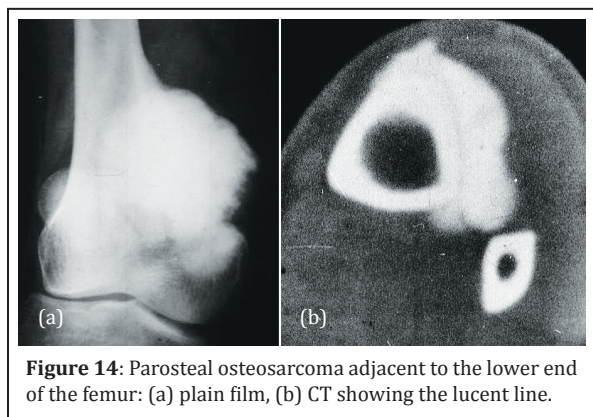 (a)
(b)
Figure 14: Parosteal osteosarcoma adjacent to the lower end
of the femur: (a) plain film, (b) CT showing the lucent line.